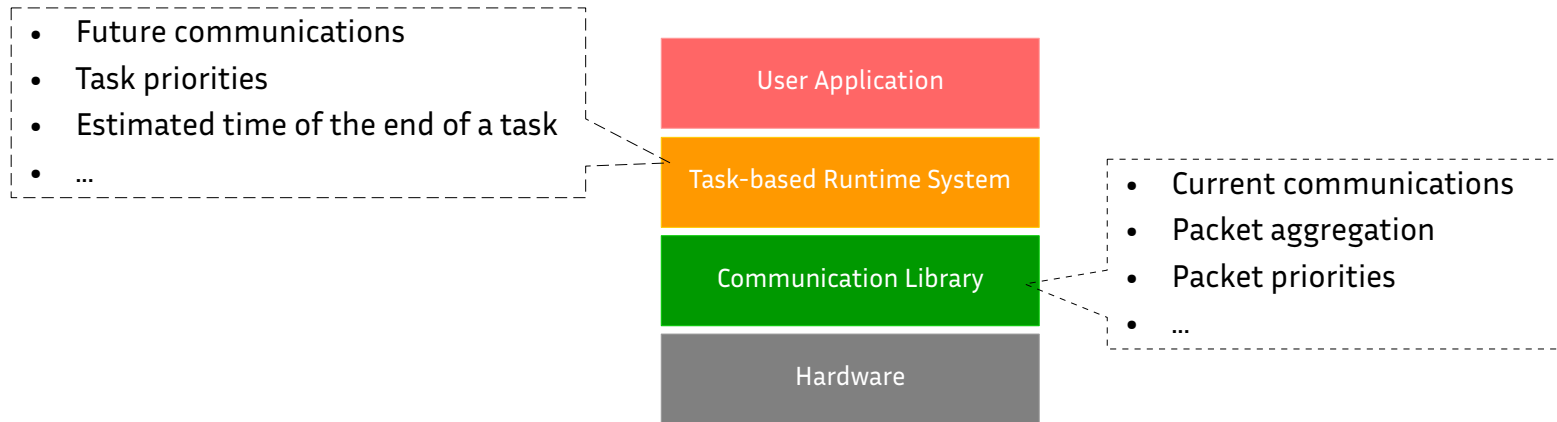 • Future communications
• Task priorities
• Estimated time of the end of a task
• ...
User Application
Task-based Runtime System
Communication Library
Hardware
• Current communications
• Packet aggregation
• Packet priorities
• ...